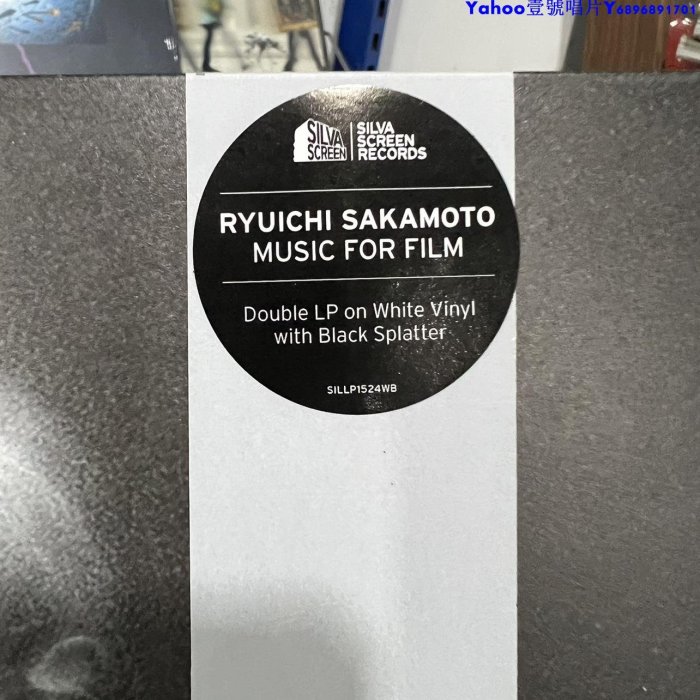 Yahoo壹號唱片Y6896891701
SILVA
SCREEN
SILVA
SCREEN
RECORDS
RYUICHI SAKAMOTO
MUSIC FOR FILM
Double LP on White Vinyl
with Black Splatter
SILLP1524WB